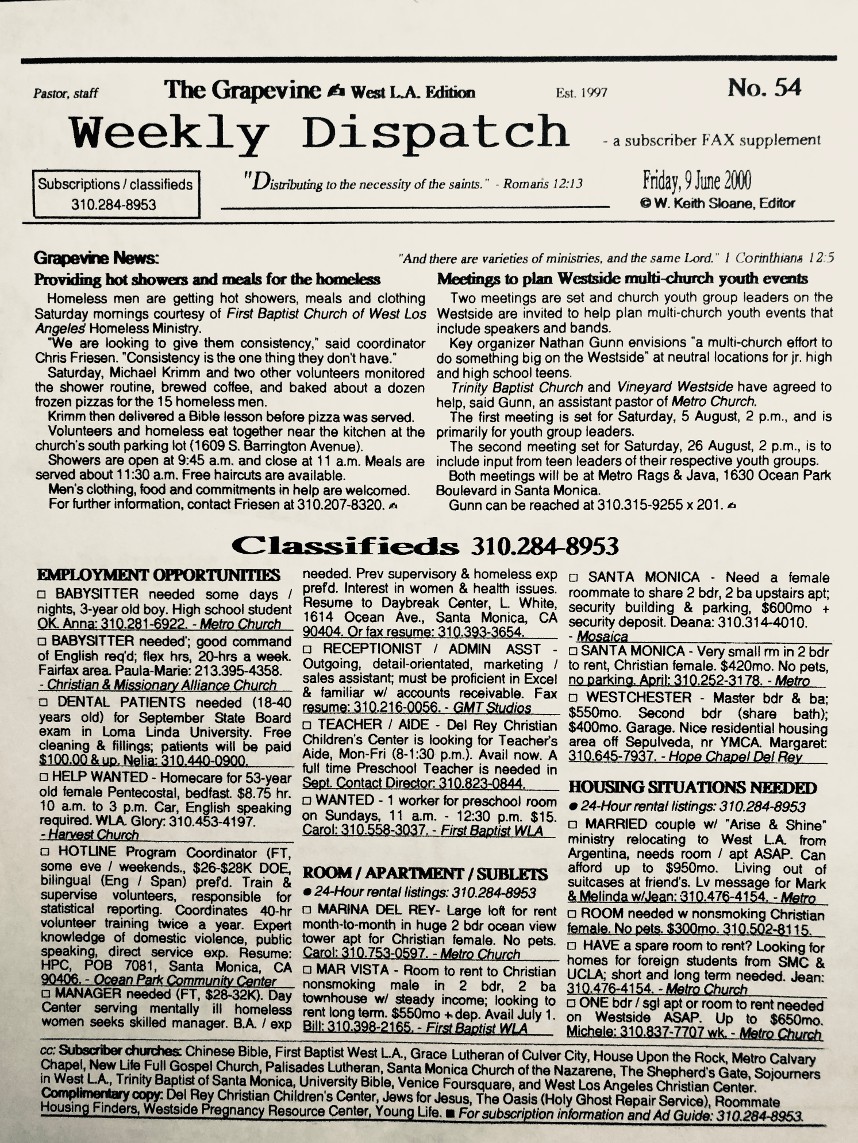 Pastor, staff The Grapevine ✍ West L.A. Edition Est. 1997 No. 54
Weekly Dispatch - a subscriber FAX supplement
Subscriptions / classifieds
310.284-8953
"Distributing to the necessity of the saints." - Romans 12:13
Friday, 9 June 2000
© W. Keith Sloane, Editor
Grapevine News: "And there are varieties of ministries, and the same Lord." 1 Corinthians 12:5
Providing hot showers and meals for the homeless
Homeless men are getting hot showers, meals and clothing
Saturday mornings courtesy of First Baptist Church of West Los
Angeles' Homeless Ministry.
"We are looking to give them consistency," said coordinator
Chris Friesen. "Consistency is the one thing they don't have."
Saturday, Michael Krimm and two other volunteers monitored
the shower routine, brewed coffee, and baked about a dozen
frozen pizzas for the 15 homeless men.
Krimm then delivered a Bible lesson before pizza was served.
Volunteers and homeless eat together near the kitchen at the
church's south parking lot (1609 S. Barrington Avenue).
Showers are open at 9:45 a.m. and close at 11 a.m. Meals are
served about 11:30 a.m. Free haircuts are available.
Men's clothing, food and commitments in help are welcomed.
For further information, contact Friesen at 310.207-8320. ✍
Meetings to plan Westside multi-church youth events
Two meetings are set and church youth group leaders on the
Westside are invited to help plan multi-church youth events that
include speakers and bands.
Key organizer Nathan Gunn envisions "a multi-church effort to
do something big on the Westside" at neutral locations for jr. high
and high school teens.
Trinity Baptist Church and Vineyard Westside have agreed to
help, said Gunn, an assistant pastor of Metro Church.
The first meeting is set for Saturday, 5 August, 2 p.m., and is
primarily for youth group leaders.
The second meeting set for Saturday, 26 August, 2 p.m., is to
include input from teen leaders of their respective youth groups.
Both meetings will be at Metro Rags & Java, 1630 Ocean Park
Boulevard in Santa Monica.
Gunn can be reached at 310.315-9255 x 201. ✍
Classifieds 310.284-8953
EMPLOYMENT OPPORTUNITIES
□ BABYSITTER needed some days /
nights, 3-year old boy. High school student
OK. Anna: 310.281-6922. - Metro Church
□ BABYSITTER needed'; good command
of English req'd; flex hrs, 20-hrs a week.
Fairfax area. Paula-Marie: 213.395-4358.
- Christian & Missionary Alliance Church
□ DENTAL PATIENTS needed (18-40
years old) for September State Board
exam in Loma Linda University. Free
cleaning & fillings; patients will be paid
$100.00 & up. Nelia: 310.440-0900.
□ HELP WANTED - Homecare for 53-year
old female Pentecostal, bedfast. $8.75 hr.
10 a.m. to 3 p.m. Car, English speaking
required. WLA. Glory: 310.453-4197.
- Harvest Church
□ HOTLINE Program Coordinator (FT,
some eve / weekends., $26-$28K DOE,
bilingual (Eng / Span) pref'd. Train &
supervise volunteers, responsible for
statistical reporting. Coordinates 40-hr
volunteer training twice a year. Expert
knowledge of domestic violence, public
speaking, direct service exp. Resume:
HPC, POB 7081, Santa Monica, CA
90406. - Ocean Park Community Center
□ MANAGER needed (FT, $28-32K). Day
Center serving mentally ill homeless
women seeks skilled manager. B.A. / exp
needed. Prev supervisory & homeless exp
pref'd. Interest in women & health issues.
Resume to Daybreak Center, L. White,
1614 Ocean Ave., Santa Monica, CA
90404. Or fax resume: 310.393-3654.
□ RECEPTIONIST / ADMIN ASST -
Outgoing, detail-orientated, marketing /
sales assistant; must be proficient in Excel
& familiar w/ accounts receivable. Fax
resume: 310.216-0056. - GMT Studios
□ TEACHER / AIDE - Del Rey Christian
Children's Center is looking for Teacher's
Aide, Mon-Fri (8-1:30 p.m.). Avail now. A
full time Preschool Teacher is needed in
Sept. Contact Director: 310.823-0844.
□ WANTED - 1 worker for preschool room
on Sundays, 11 a.m. - 12:30 p.m. $15.
Carol: 310.558-3037. - First Baptist WLA
ROOM / APARTMENT / SUBLETS
● 24-Hour rental listings: 310.284-8953
□ MARINA DEL REY- Large loft for rent
month-to-month in huge 2 bdr ocean view
tower apt for Christian female. No pets.
Carol: 310.753-0597. - Metro Church
□ MAR VISTA - Room to rent to Christian
nonsmoking male in 2 bdr, 2 ba
townhouse w/ steady income; looking to
rent long term. $550mo + dep. Avail July 1.
Bill: 310.398-2165. - First Baptist WLA
□ SANTA MONICA - Need a female
roommate to share 2 bdr, 2 ba upstairs apt;
security building & parking, $600mo +
security deposit. Deana: 310.314-4010.
- Mosaica
□ SANTA MONICA - Very small rm in 2 bdr
to rent, Christian female. $420mo. No pets,
no parking. April: 310.252-3178. - Metro
□ WESTCHESTER - Master bdr & ba;
$550mo. Second bdr (share bath);
$400mo. Garage. Nice residential housing
area off Sepulveda, nr YMCA. Margaret:
310.645-7937. - Hope Chapel Del Rey
HOUSING SITUATIONS NEEDED
● 24-Hour rental listings: 310.284-8953
□ MARRIED couple w/ "Arise & Shine"
ministry relocating to West L.A. from
Argentina, needs room / apt ASAP. Can
afford up to $950mo. Living out of
suitcases at friend's. Lv message for Mark
& Melinda w/Jean: 310.476-4154. - Metro
□ ROOM needed w nonsmoking Christian
female. No pets. $300mo. 310.502-8115.
□ HAVE a spare room to rent? Looking for
homes for foreign students from SMC &
UCLA; short and long term needed. Jean:
310.476-4154. - Metro Church
□ ONE bdr / sgl apt or room to rent needed
on Westside ASAP. Up to $650mo.
Michele: 310.837-7707 wk. - Metro Church
cc: Subscriber churches: Chinese Bible, First Baptist West L.A., Grace Lutheran of Culver City, House Upon the Rock, Metro Calvary
Chapel, New Life Full Gospel Church, Palisades Lutheran, Santa Monica Church of the Nazarene, The Shepherd's Gate, Sojourners
in West L.A., Trinity Baptist of Santa Monica, University Bible, Venice Foursquare, and West Los Angeles Christian Center.
Complimentary copy: Del Rey Christian Children's Center, Jews for Jesus, The Oasis (Holy Ghost Repair Service), Roommate
Housing Finders, Westside Pregnancy Resource Center, Young Life. ■ For subscription information and Ad Guide: 310.284-8953.